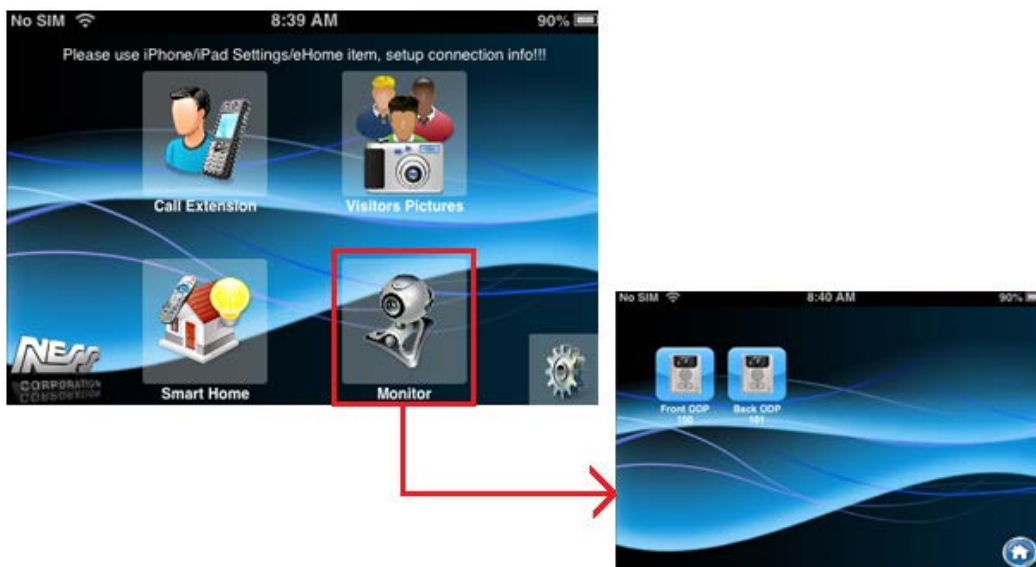 No SIM 8:39 AM 90%
Please use iPhone/iPad Settings/eHome item, setup connection info!!!
Call Extension Visitors Pictures
NESS
CORPORATION
Smart Home Monitor
No SIM 8:40 AM 90%
Front ODP Back ODP
100 101